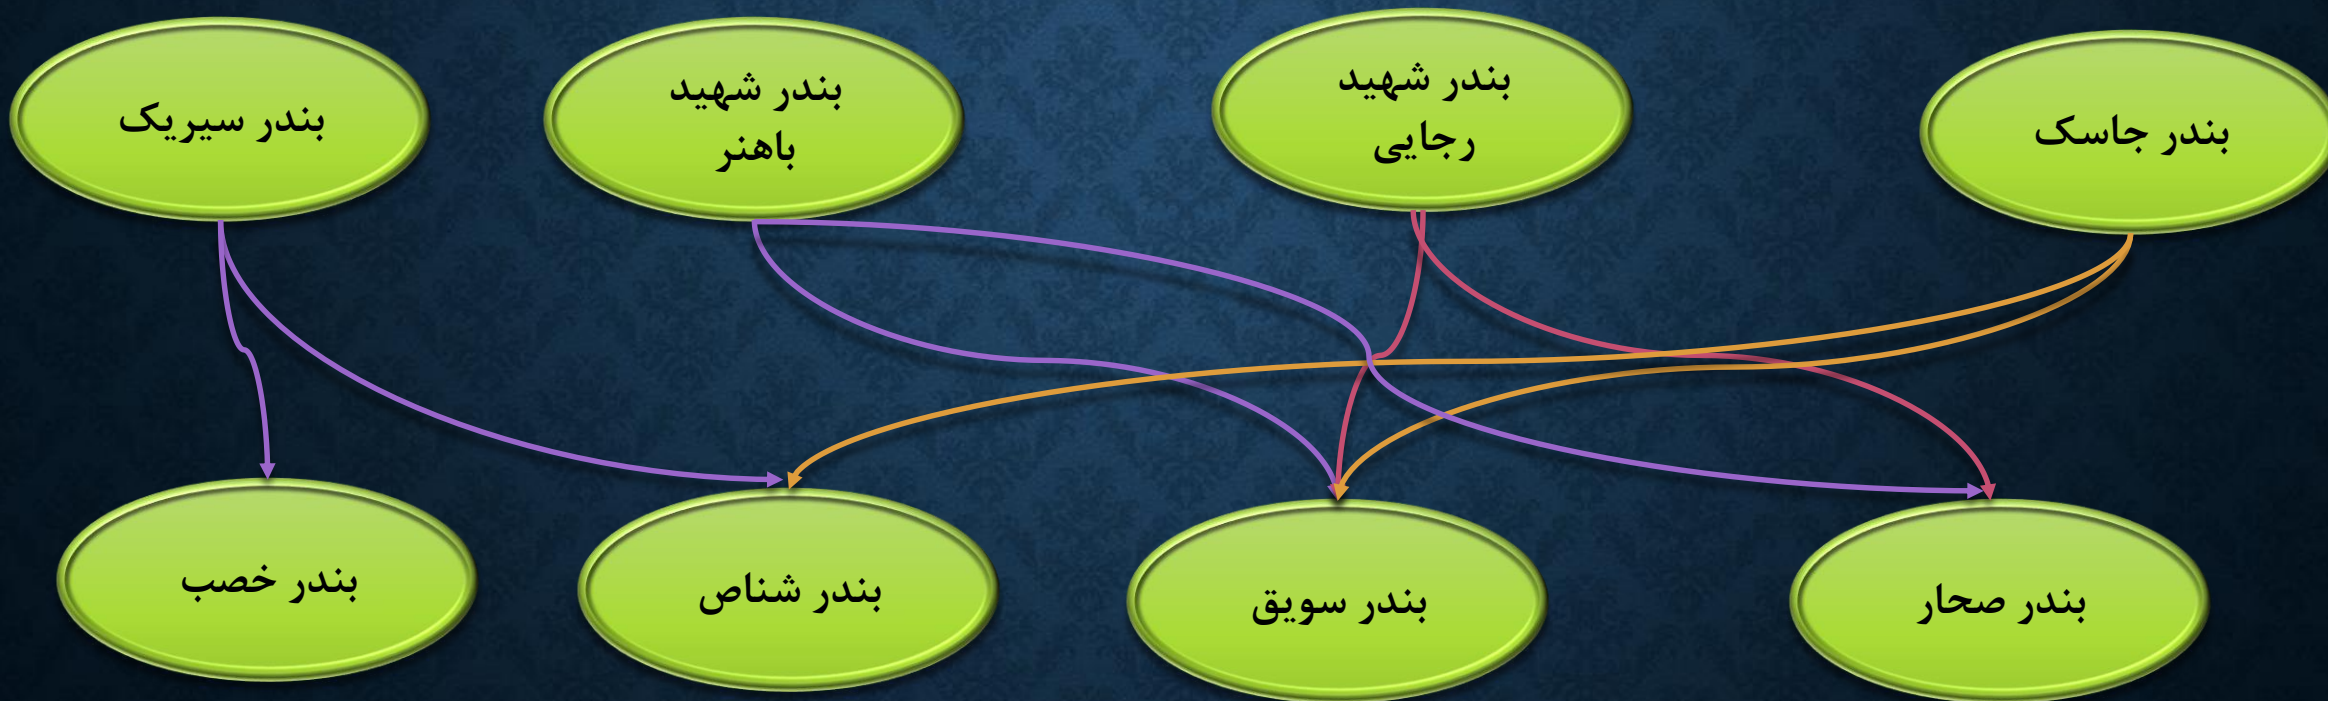 بندر جاسک
بندر شهید
رجایی
بندر شهید
باهنر
بندر سیریک
بندر صحار
بندر سویق
بندر شناص
بندر خصب